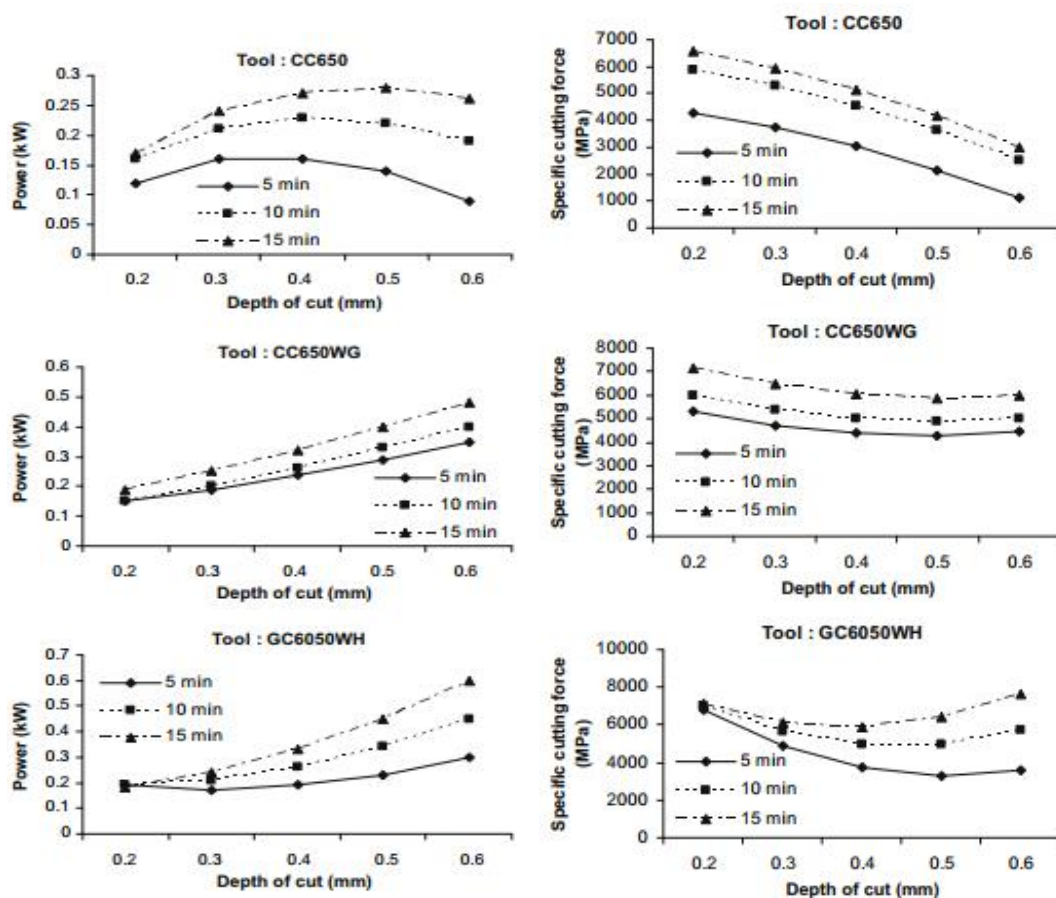 Tool : CC650
Power (kW)
0.3
0.25
0.2
0.15
0.1
0.05
0
5 min
10 min
15 min
0.2 0.3 0.4 0.5 0.6
Depth of cut (mm)
Tool : CC650
Specific cutting force
(MPa)
7000
6000
5000
4000
3000
2000
1000
0
5 min
10 min
15 min
0.2 0.3 0.4 0.5 0.6
Depth of cut (mm)
Tool : CC650WG
Power (kW)
0.6
0.5
0.4
0.3
0.2
0.1
0
5 min
10 min
15 min
0.2 0.3 0.4 0.5 0.6
Depth of cut (mm)
Tool : CC650WG
Specific cutting force
(MPa)
8000
7000
6000
5000
4000
3000
2000
1000
0
5 min
10 min
15 min
0.2 0.3 0.4 0.5 0.6
Depth of cut (mm)
Tool : GC6050WH
Power (kW)
0.7
0.6
0.5
0.4
0.3
0.2
0.1
0
5 min
10 min
15 min
0.2 0.3 0.4 0.5 0.6
Depth of cut (mm)
Tool : GC6050WH
Specific cutting force
(MPa)
10000
8000
6000
4000
2000
0
5 min
10 min
15 min
0.2 0.3 0.4 0.5 0.6
Depth of cut (mm)